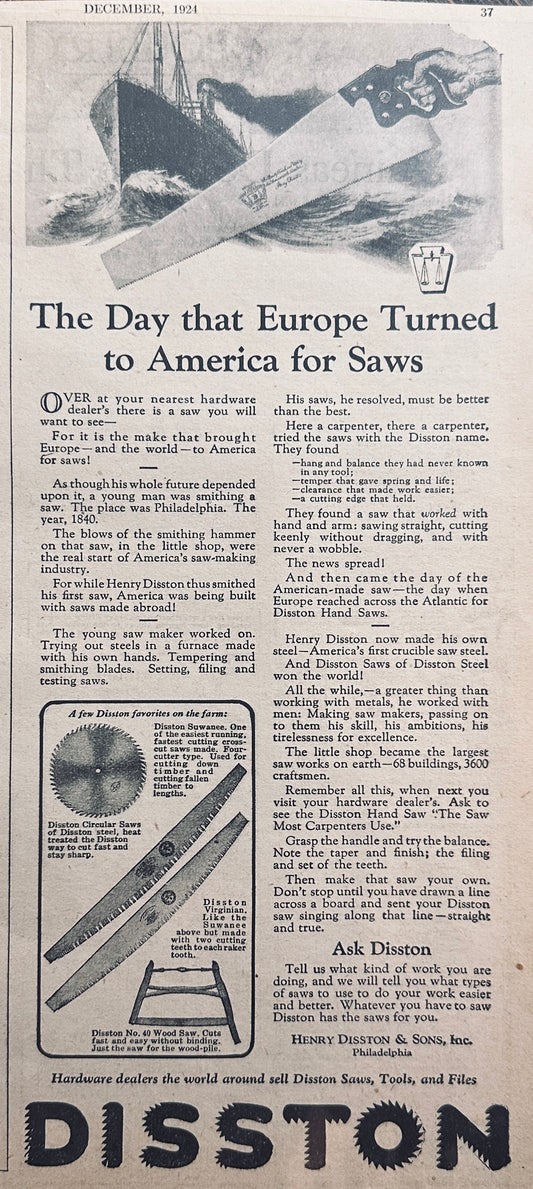 DECEMBER, 1924
37
The Day that Europe Turned
to America for Saws
OVER at your nearest hardware
dealer's there is a saw you will
want to see—
For it is the make that brought
Europe—and the world—to America
for saws!
As though his whole future depended
upon it, a young man was smithing a
saw. The place was Philadelphia. The
year, 1840.
The blows of the smithing hammer
on that saw, in the little shop, were
the real start of America's saw-making
industry.
For while Henry Disston thus smithed
his first saw, America was being built
with saws made abroad!
The young saw maker worked on.
Trying out steels in a furnace made
with his own hands. Tempering and
smithing blades. Setting, filing and
testing saws.
A few Disston favorites on the farm:
Disston Suwanee. One
of the easiest running,
fastest cutting cross-
cut saws made. Four-
cutter type. Used for
cutting down
timber and
cutting fallen
timber to
lengths.
Disston Circular Saws
of Disston steel, heat
treated the Disston
way to cut fast and
stay sharp.
Disston
Virginian.
Like the
Suwanee
above but made
with two cutting
teeth to each raker
tooth.
Disston No. 40 Wood Saw. Cuts
fast and easy without binding.
Just the saw for the wood-pile.
His saws, he resolved, must be better
than the best.
Here a carpenter, there a carpenter,
tried the saws with the Disston name.
They found
—hang and balance they had never known
in any tool;
—temper that gave spring and life;
—clearance that made work easier;
—a cutting edge that held.
They found a saw that worked with
hand and arm: sawing straight, cutting
keenly without dragging, and with
never a wobble.
The news spread!
And then came the day of the
American-made saw—the day when
Europe reached across the Atlantic for
Disston Hand Saws.
Henry Disston now made his own
steel—America's first crucible saw steel.
And Disston Saws of Disston Steel
won the world!
All the while,—a greater thing than
working with metals, he worked with
men: Making saw makers, passing on
to them his skill, his ambitions, his
tirelessness for excellence.
The little shop became the largest
saw works on earth—68 buildings, 3600
craftsmen.
Remember all this, when next you
visit your hardware dealer's. Ask to
see the Disston Hand Saw "The Saw
Most Carpenters Use."
Grasp the handle and try the balance.
Note the taper and finish; the filing
and set of the teeth.
Then make that saw your own.
Don't stop until you have drawn a line
across a board and sent your Disston
saw singing along that line—straight
and true.
Ask Disston
Tell us what kind of work you are
doing, and we will tell you what types
of saws to use to do your work easier
and better. Whatever you have to saw
Disston has the saws for you.
HENRY DISSTON & SONS, Inc.
Philadelphia
Hardware dealers the world around sell Disston Saws, Tools, and Files
DISSTON